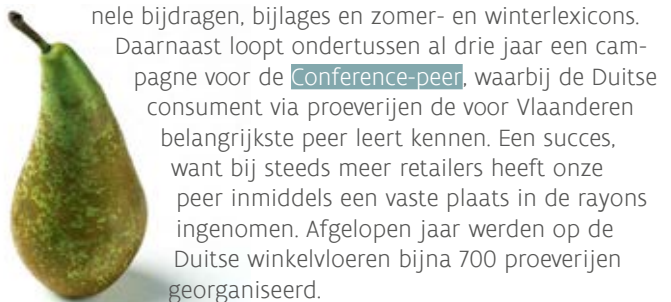 nele bijdragen, bijlages en zomer- en winterlexicons.
Daarnaast loopt ondertussen al drie jaar een cam-
pagne voor de Conference-peer, waarbij de Duitse
consument via proeverijen de voor Vlaanderen
belangrijkste peer leert kennen. Een succes,
want bij steeds meer retailers heeft onze
peer inmiddels een vaste plaats in de rayons
ingenomen. Afgelopen jaar werden op de
Duitse winkelvloeren bijna 700 proeverijen
georganiseerd.